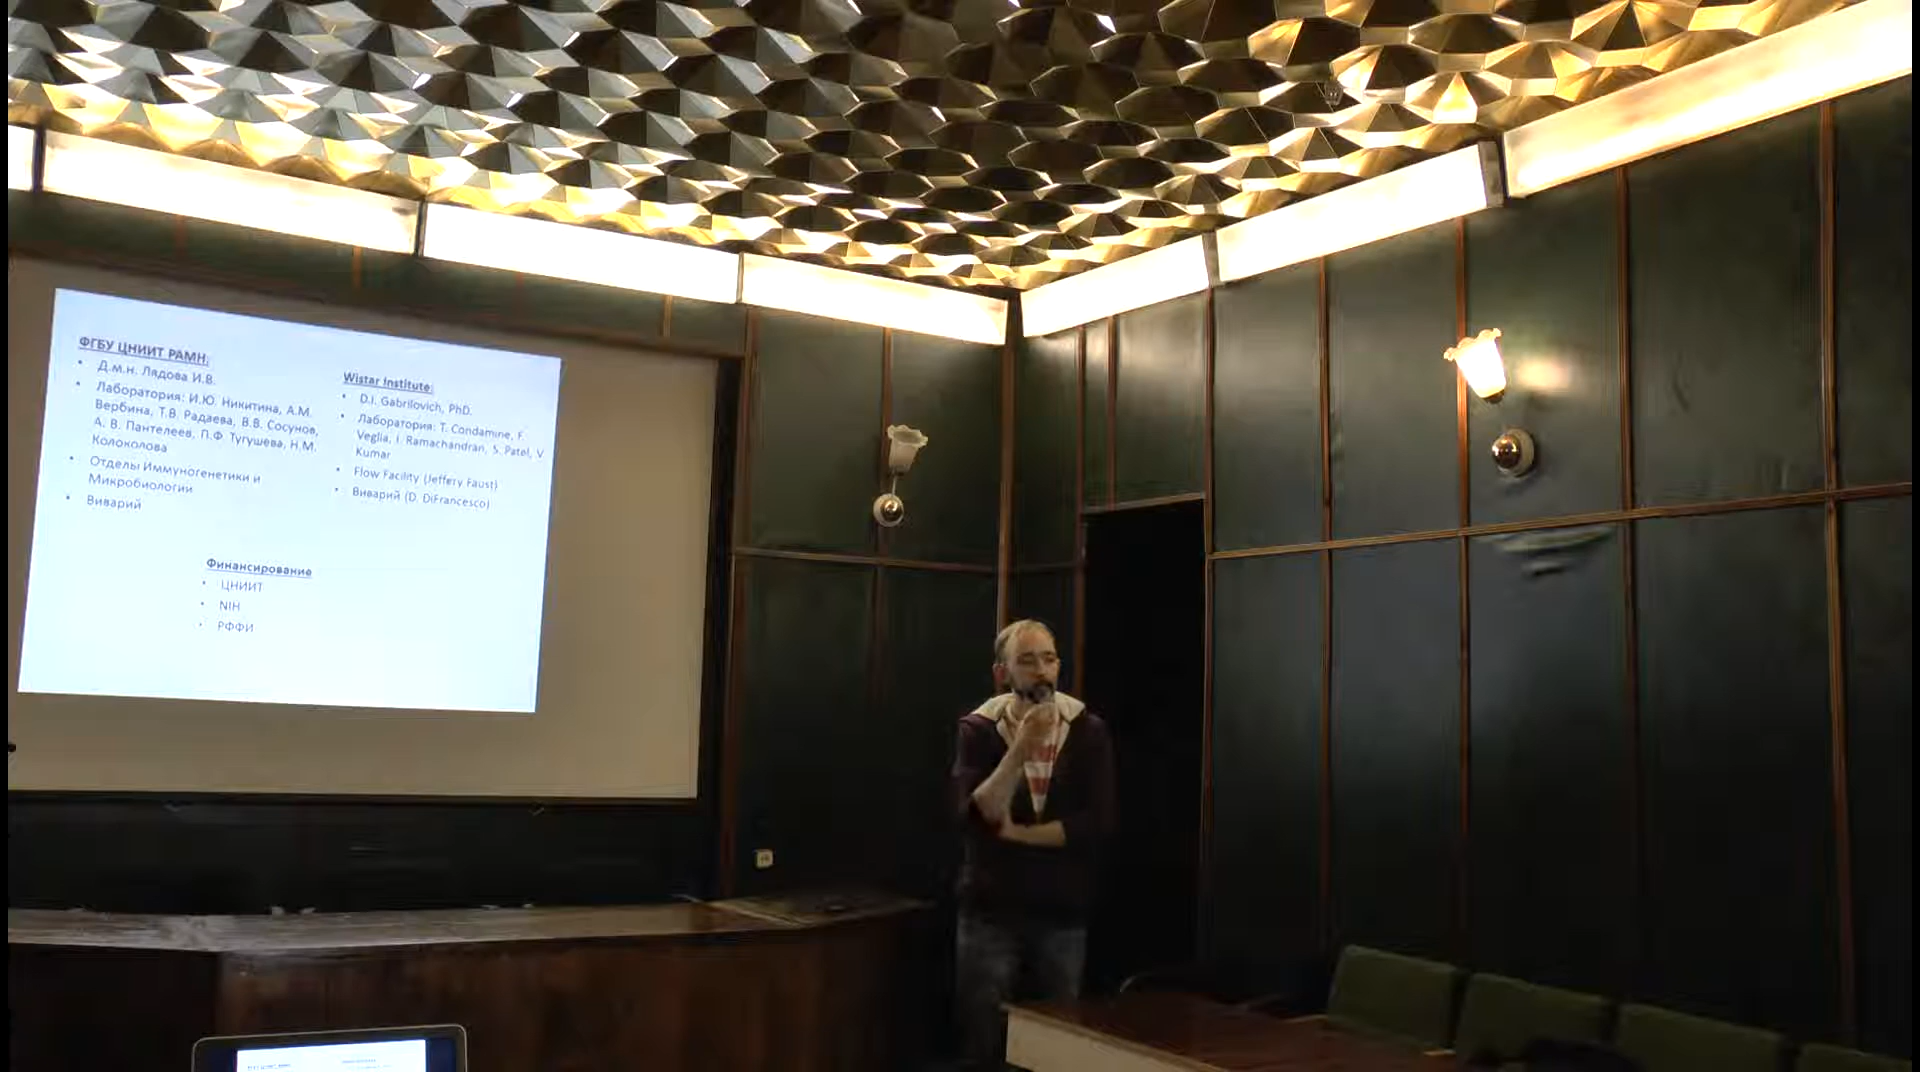 ФГБУ ЦНИИТ РАМН:
Д.м.н. Лядова И.В.
Лаборатория: И.Ю. Никитина, А.М.
Вербина, Т.В. Радаева, В.В. Сосунов,
А. В. Пантелеев, П.Ф. Тугушева, Н.М.
Колоколова
Отделы Иммуногенетики и
Микробиологии
Виварий
Wistar Institute:
D.I. Gabrilovich, PhD.
Лаборатория: T. Condamine, F.
Veglia, I. Ramachandran, S. Patel, V
Kumar
Flow Facility (Jeffery Faust)
Виварий (D. DiFrancesco)
Финансирование
ЦНИИТ
NIH
РФФИ